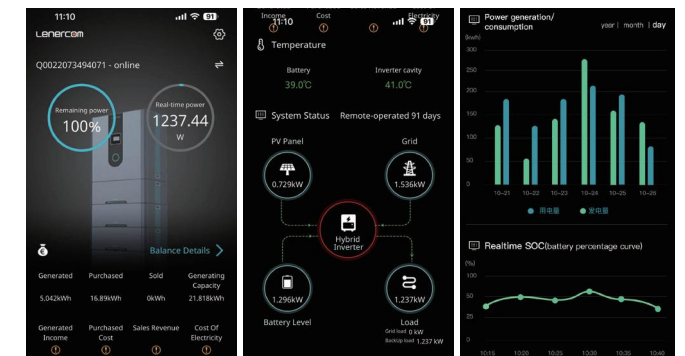 11:10
91
Lenercom
Q0022073494071 - online
Remaining power
100%
Real-time power
1237.44
W
Balance Details
Generated
Purchased
Sold
Generating
Capacity
5.042kWh
16.89kWh
0kWh
21.818kWh
Generated
Income
Purchased
Cost
Sales Revenue
Cost Of
Electricity
Income
Cost
Electricity
11:10
91
Temperature
Battery
Inverter cavity
39.0℃
41.0℃
System Status
Remote-operated 91 days
PV Panel
Grid
0.729kW
1.536kW
Hybrid
Inverter
1.296kW
1.237kW
Battery Level
Load
Grid load 0 kW
BackUp load 1.237 kW
Power generation/
consumption
year | month | day
(kwh)
300
250
200
150
100
50
0
10-21
10-22
10-23
10-24
10-25
10-26
用电量
发电量
Realtime SOC(battery percentage curve)
(%)
100
50
25
0
10:15
10:20
10:25
10:30
10:35
10:40